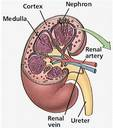 Cortex
Nephron
Medulla
Renal
artery
Renal
vein
Ureter